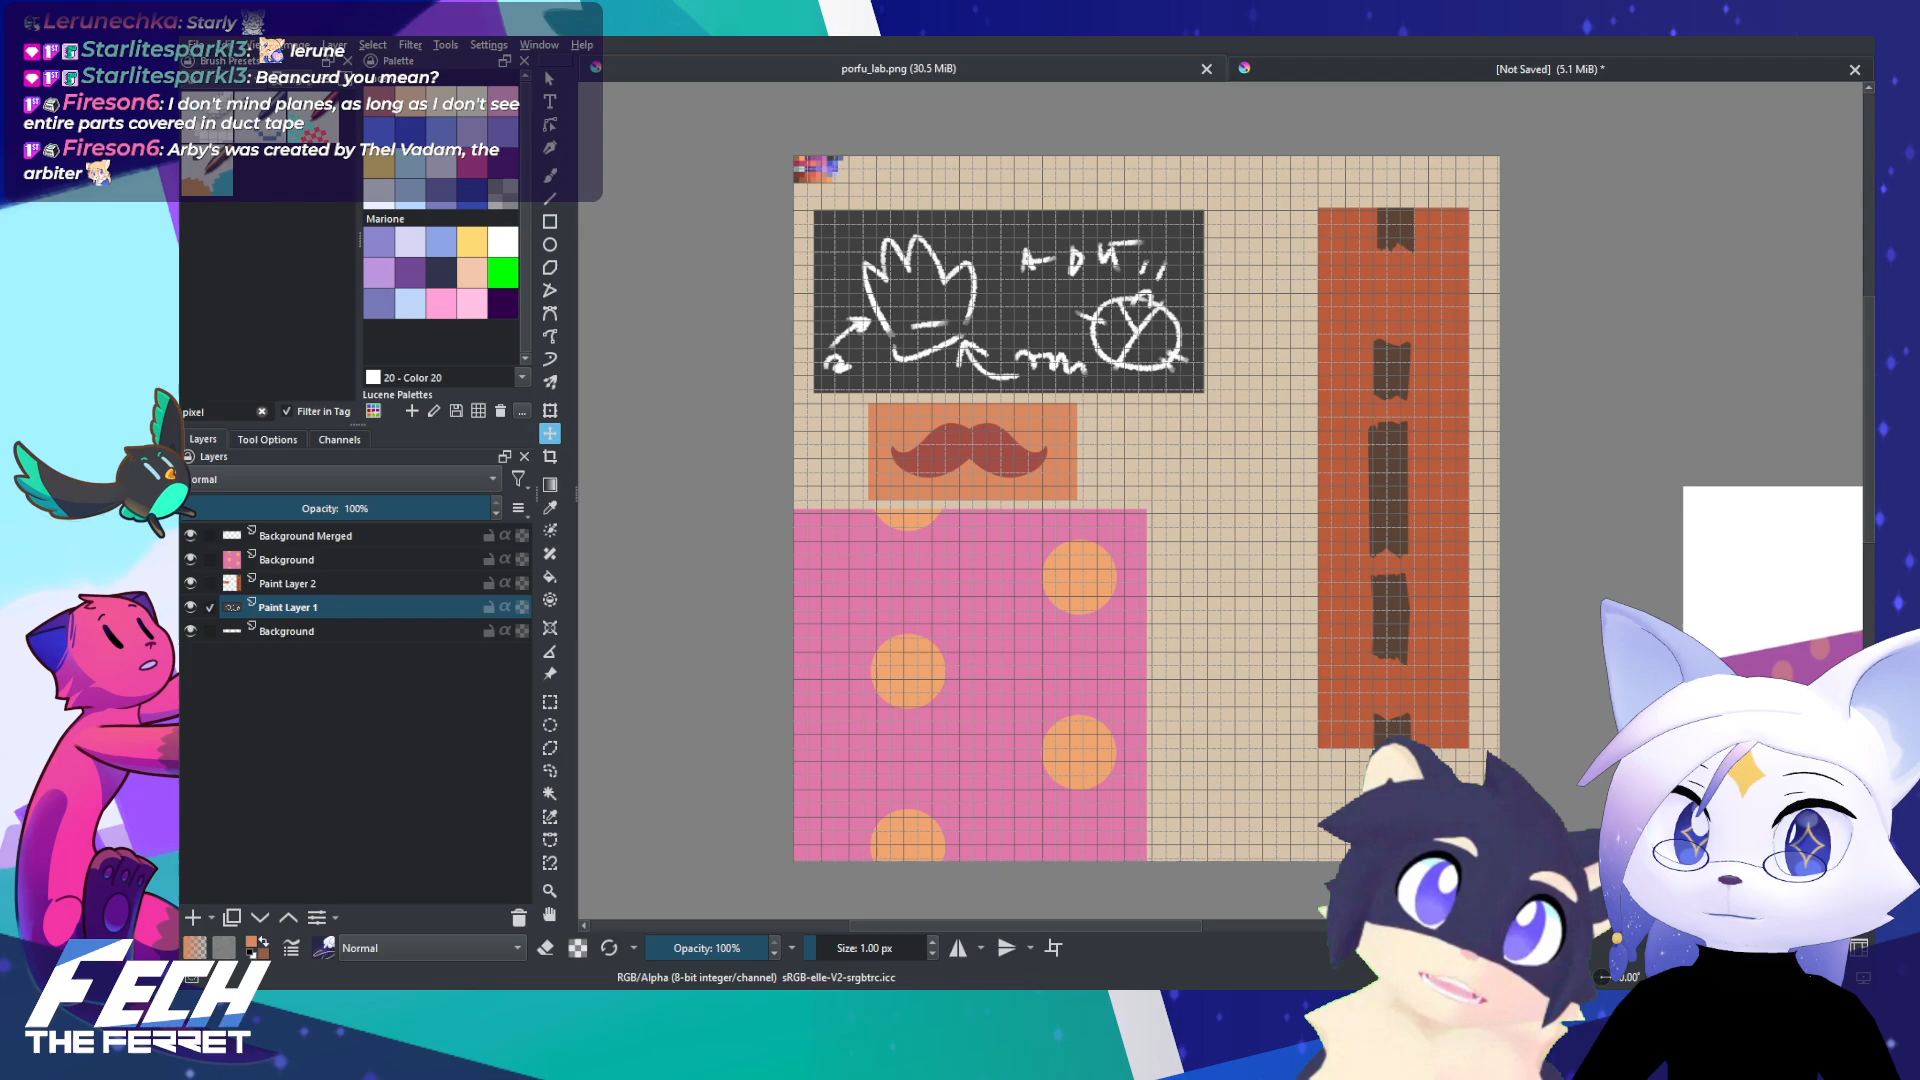 Lerunechka: Starly
Starlitesparkl3: lerune
Starlitesparkl3: Beancurd you mean?
Fireson6: I don't mind planes, as long as I don't see
entire parts covered in duct tape
Fireson6: Arby's was created by Thel Vadam, the
arbiter
Layer Select Filter Tools Settings Window Help
Brush Presets
Palette
porfu_lab.png (30.5 MiB)
[Not Saved] (5.1 MiB) *
Marione
20 - Color 20
Lucene Palettes
pixel
Filter in Tag
...
Layers Tool Options Channels
Layers
ormal
Opacity: 100%
Background Merged
Background
Paint Layer 2
Paint Layer 1
Background
Normal
Opacity: 100%
Size: 1.00 px
RGB/Alpha (8-bit integer/channel) sRGB-elle-V2-srgbtrc.icc
FECH
THE FERRET